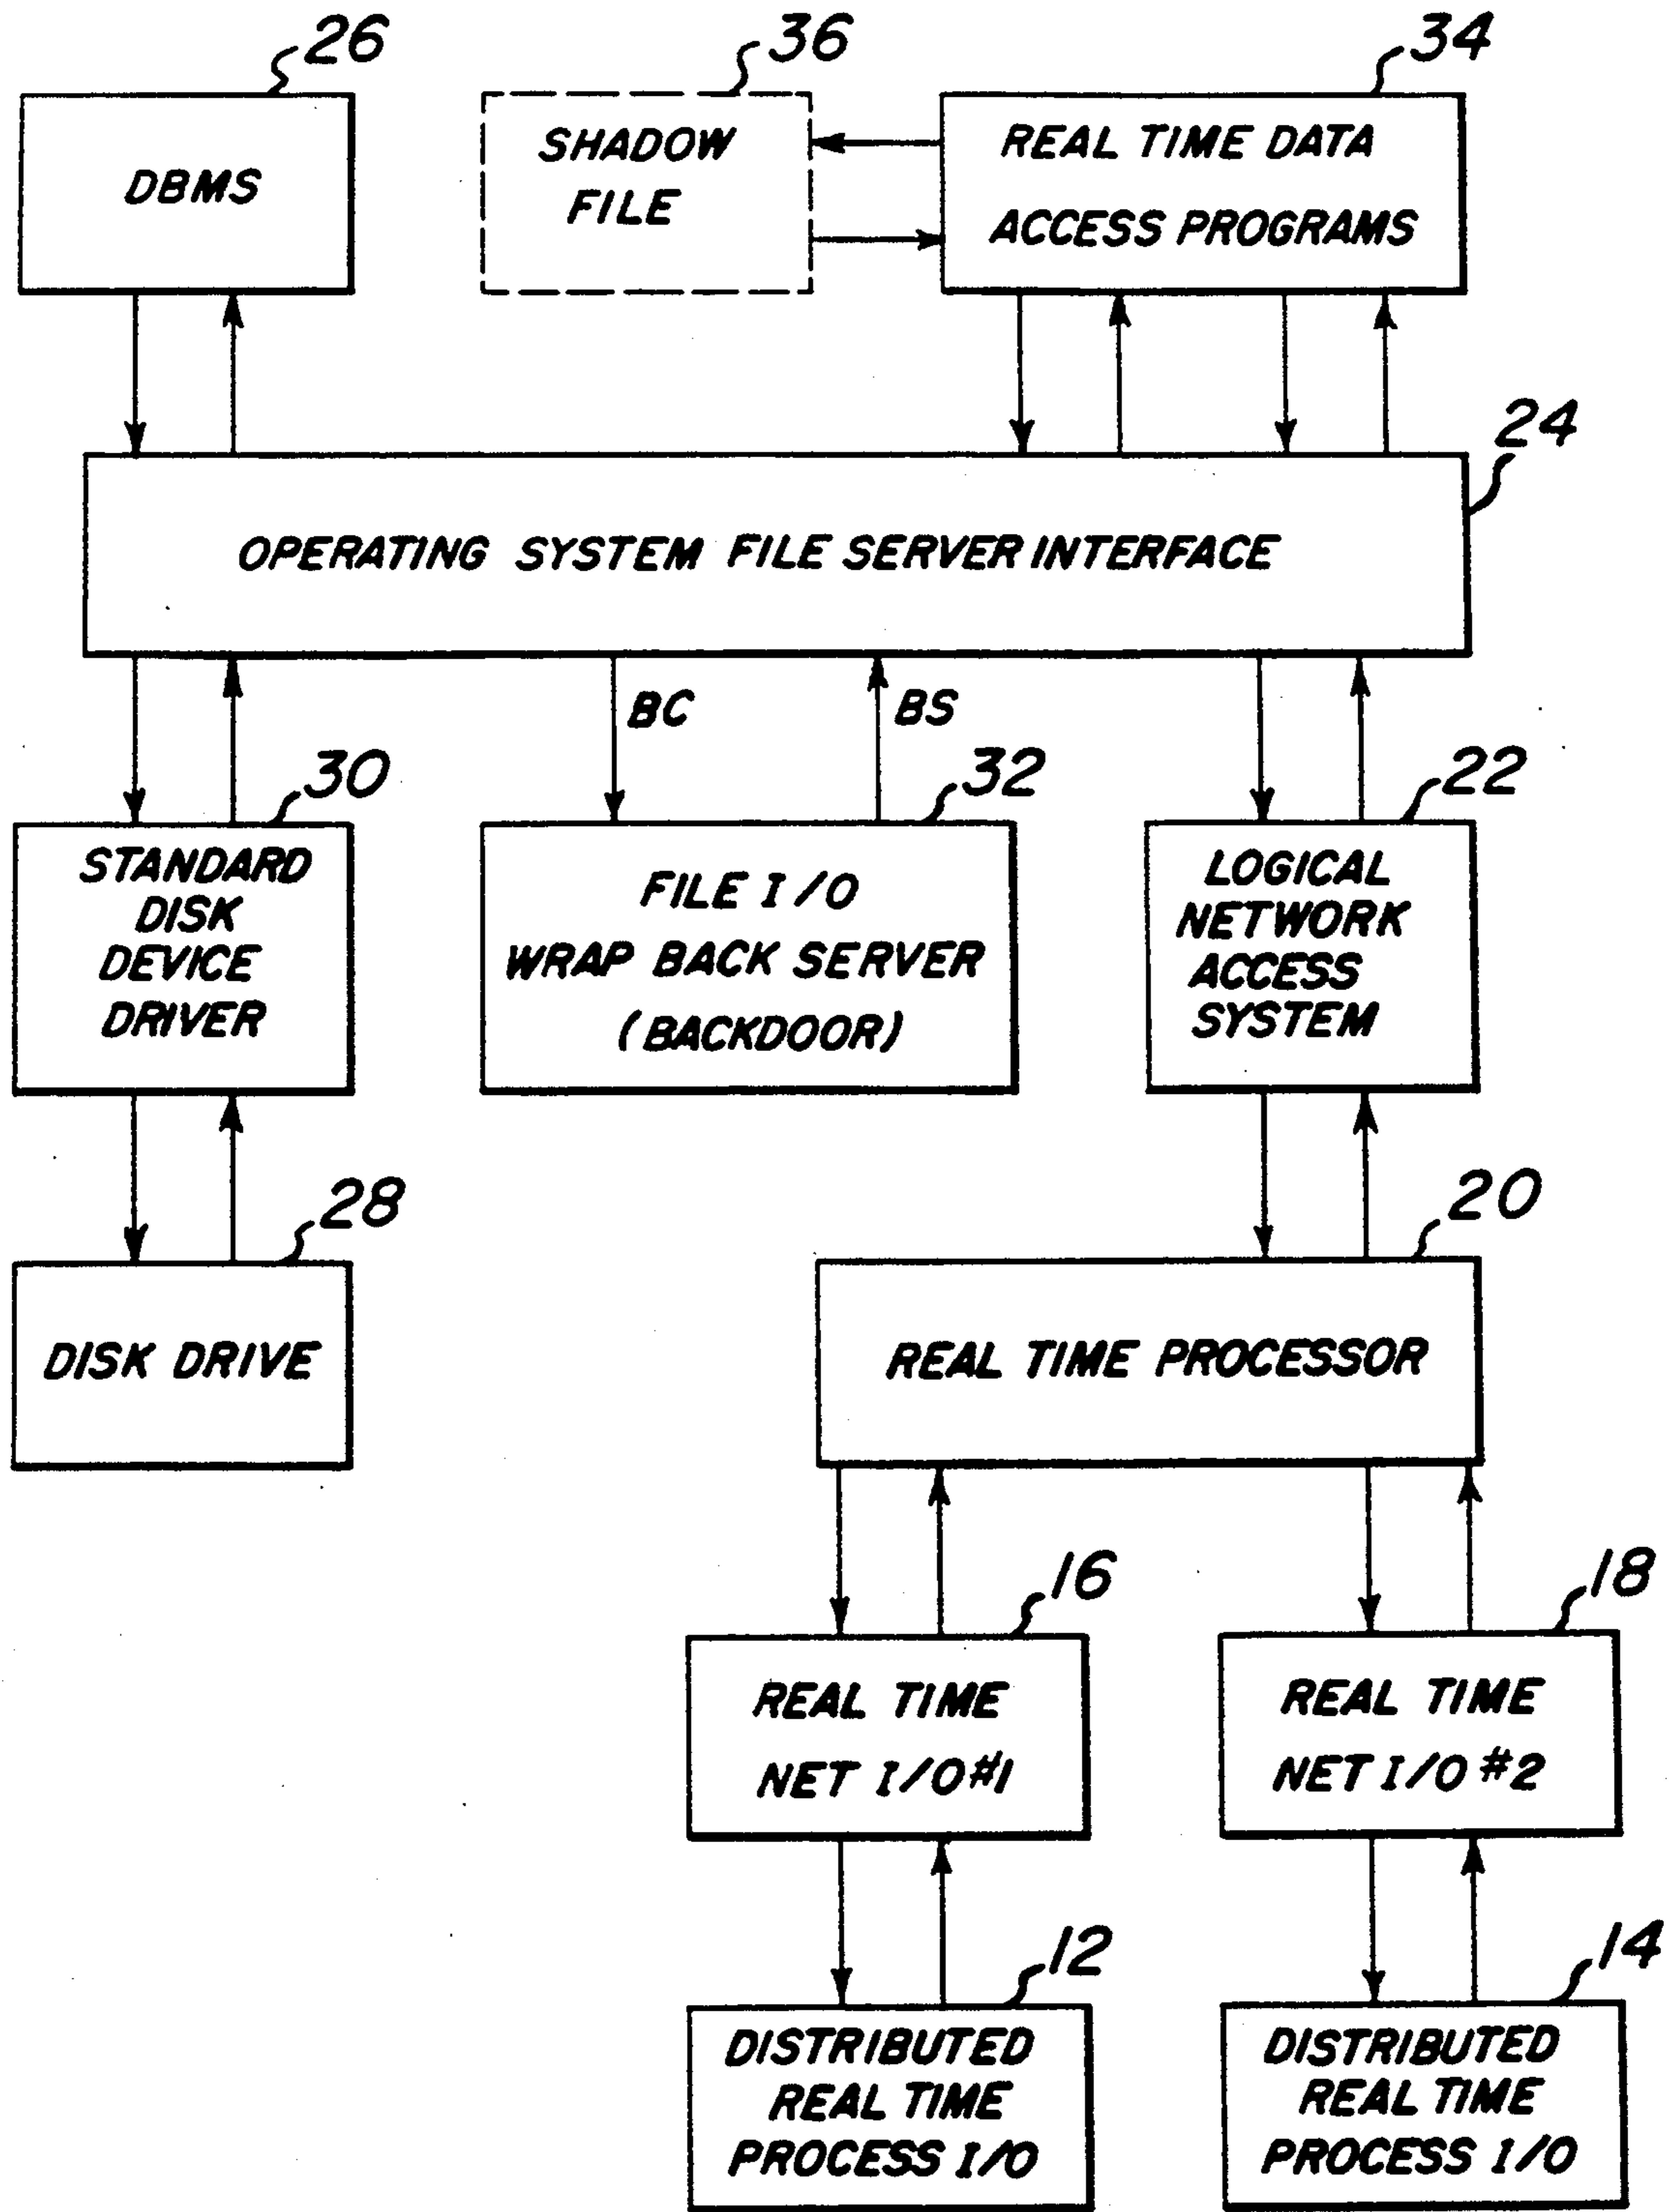 26
36
34
DBMS
SHADOW
FILE
REAL TIME DATA
ACCESS PROGRAMS
24
OPERATING SYSTEM FILE SERVER INTERFACE
BC
BS
30
32
22
STANDARD
DISK
DEVICE
DRIVER
FILE I/O
WRAP BACK SERVER
(BACKDOOR)
LOGICAL
NETWORK
ACCESS
SYSTEM
28
20
DISK DRIVE
REAL TIME PROCESSOR
16
18
REAL TIME
NET I/O #1
REAL TIME
NET I/O #2
12
14
DISTRIBUTED
REAL TIME
PROCESS I/O
DISTRIBUTED
REAL TIME
PROCESS I/O